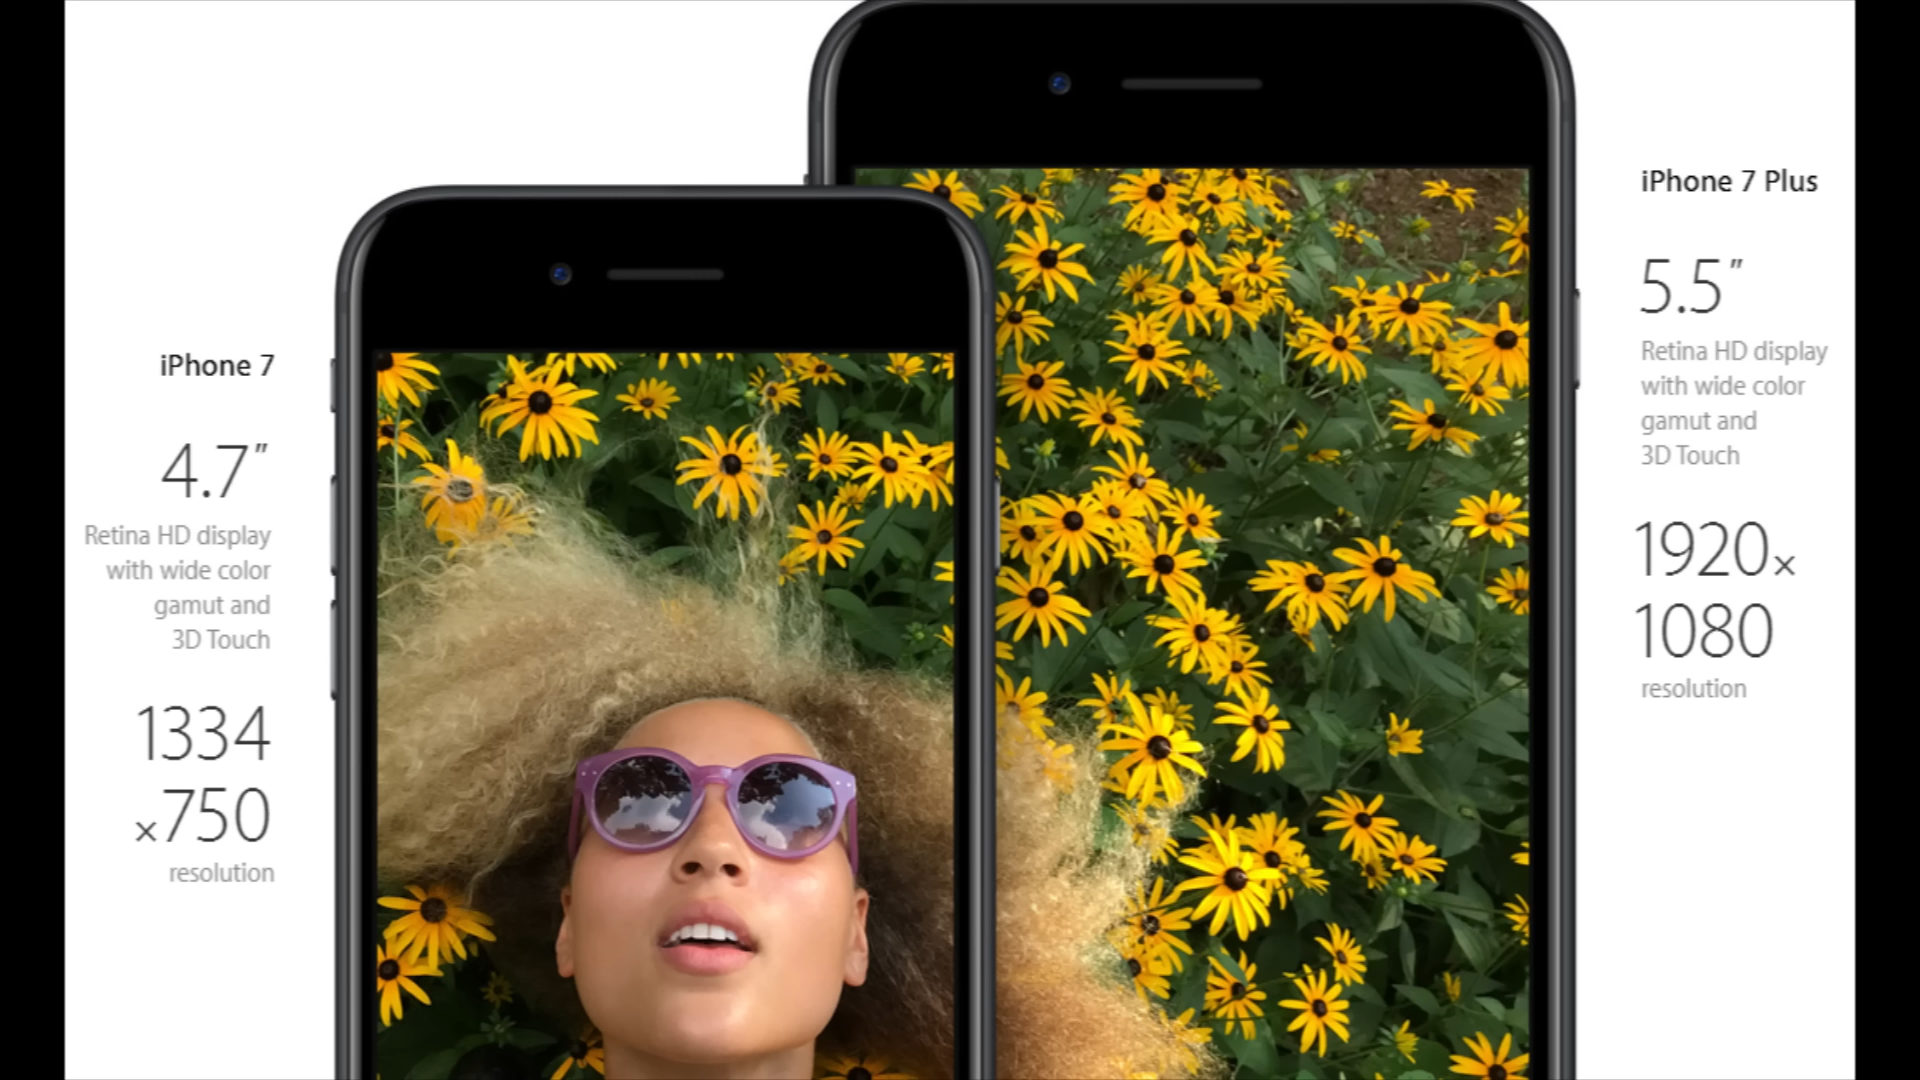 iPhone 7
4.7″
Retina HD display
with wide color
gamut and
3D Touch
1334
×750
resolution
iPhone 7 Plus
5.5″
Retina HD display
with wide color
gamut and
3D Touch
1920×
1080
resolution